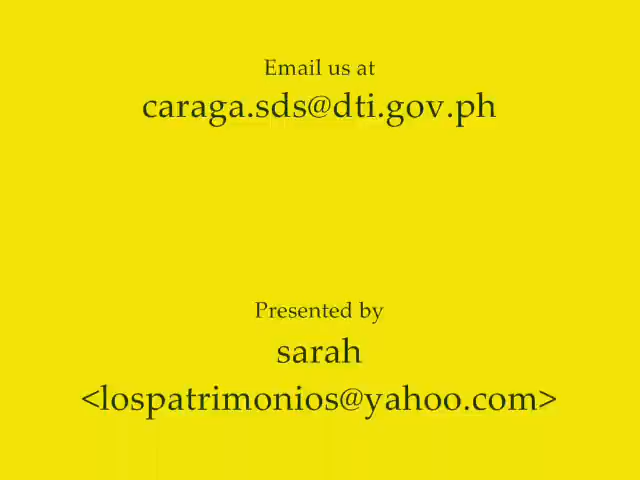 Email us at
caraga.sds@dti.gov.ph
Presented by
sarah
<lospatrimonios@yahoo.com>